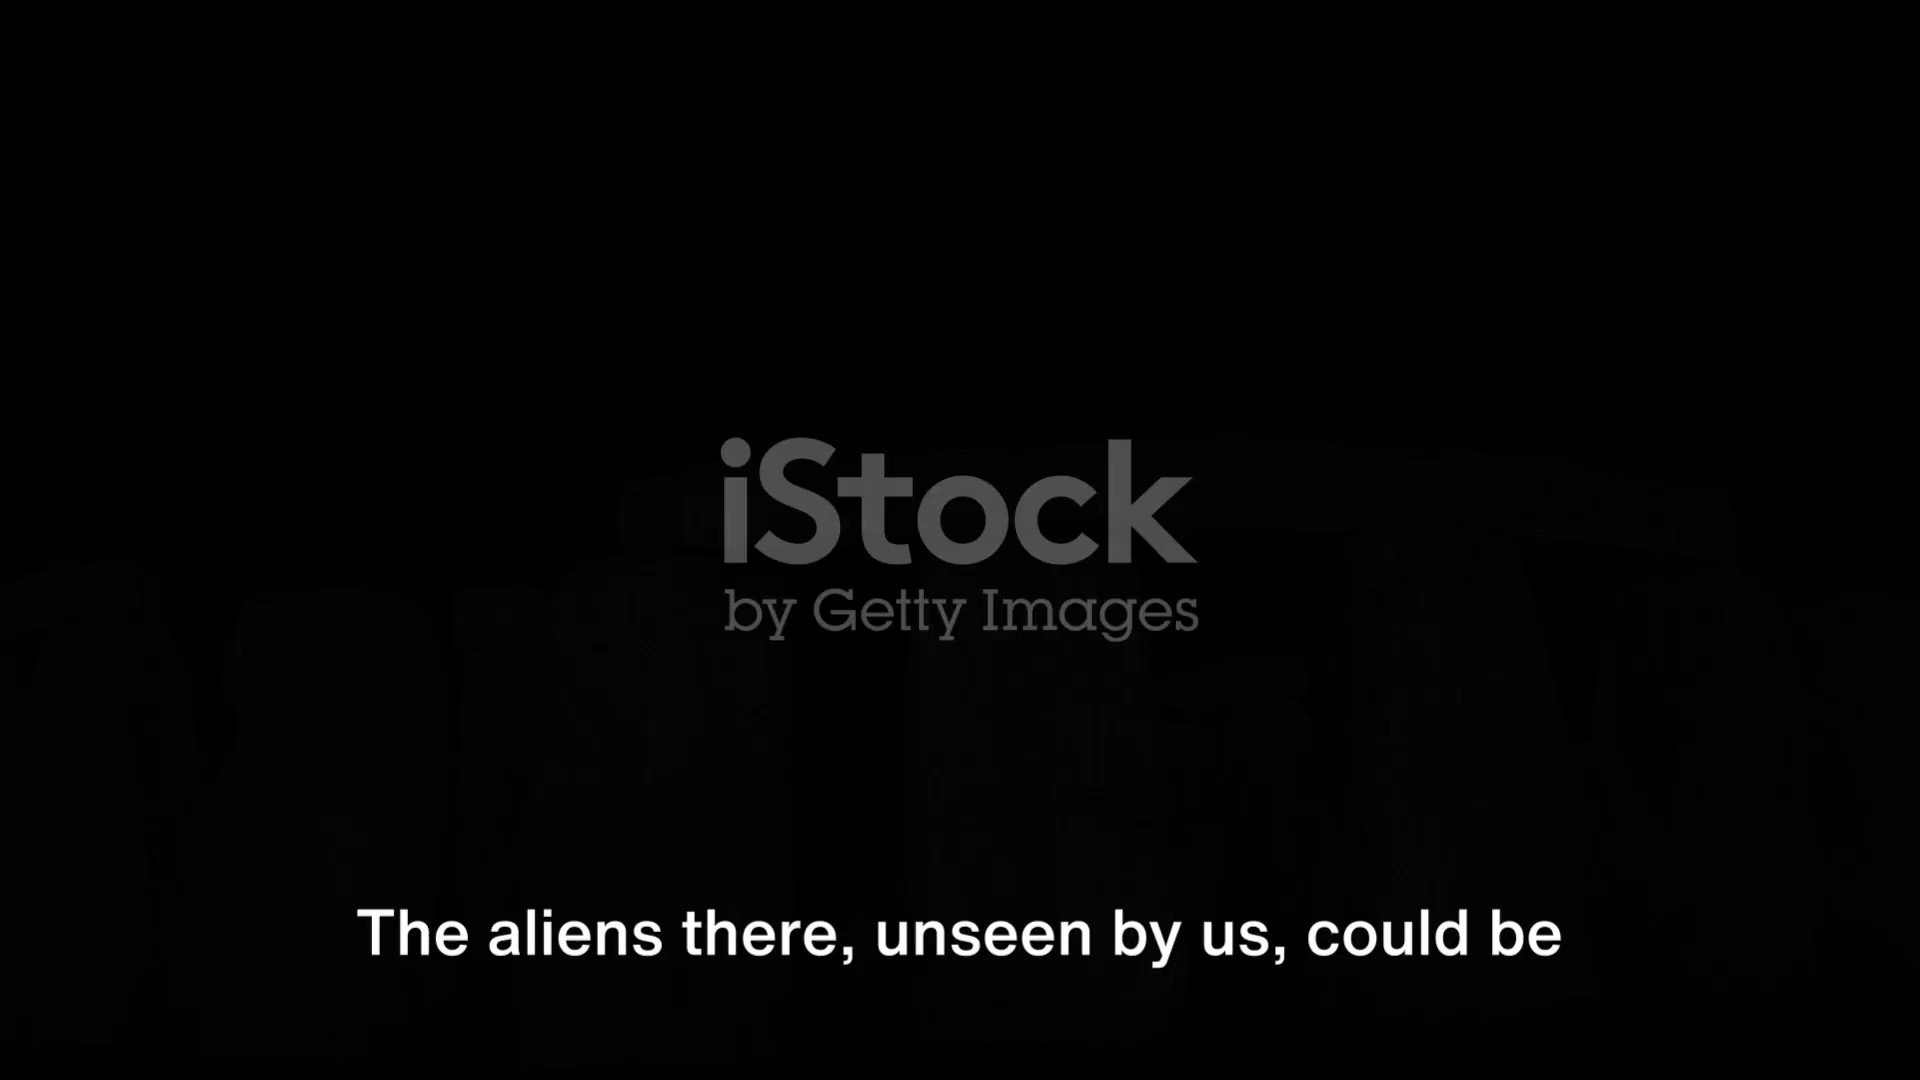 iStock
by Getty Images
The aliens there, unseen by us, could be